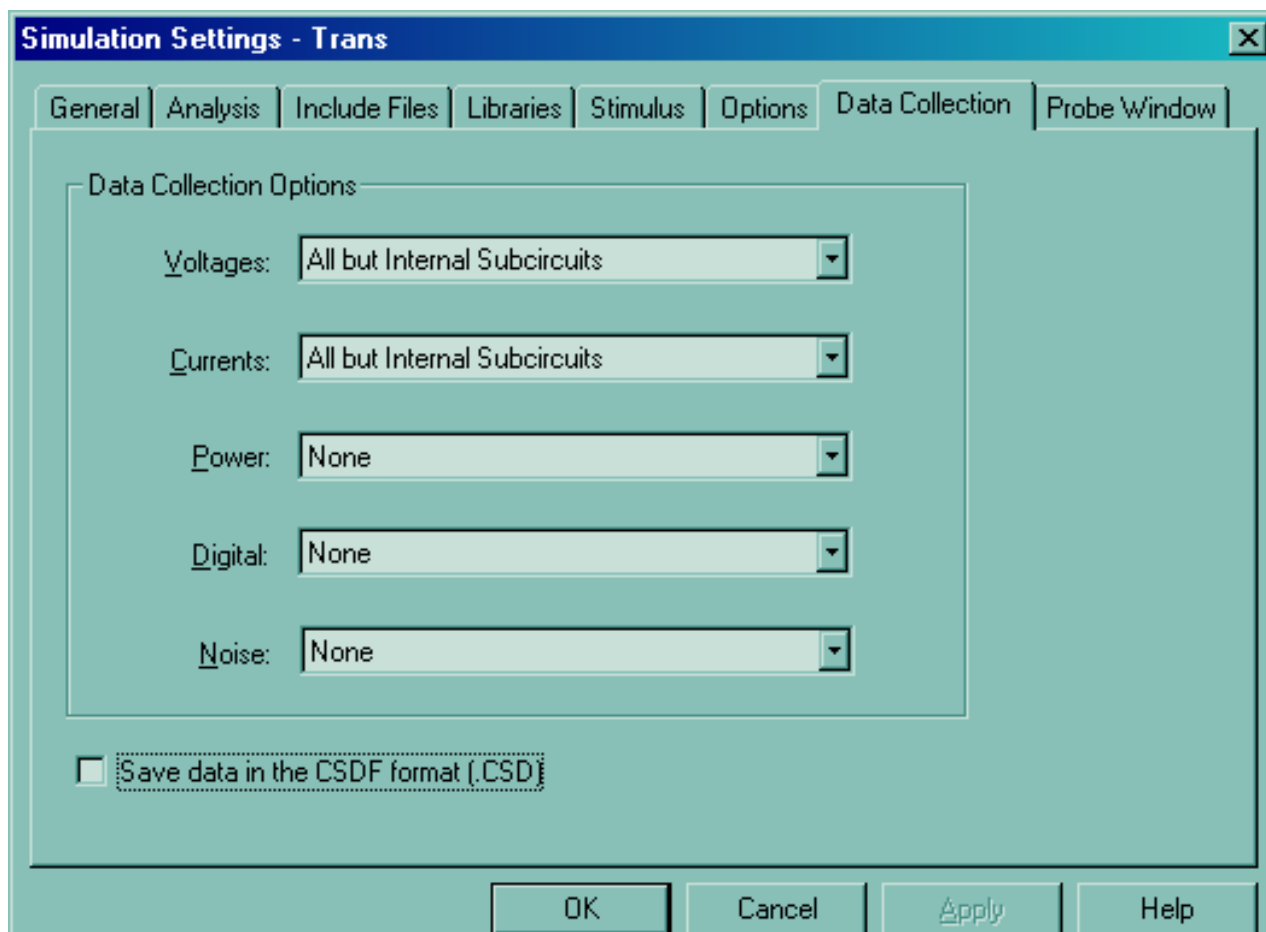 Simulation Settings - Trans
General Analysis Include Files Libraries Stimulus Options Data Collection Probe Window
Data Collection Options
Voltages: All but Internal Subcircuits
Currents: All but Internal Subcircuits
Power: None
Digital: None
Noise: None
Save data in the CSDF format (.CSD)
OK Cancel Apply Help